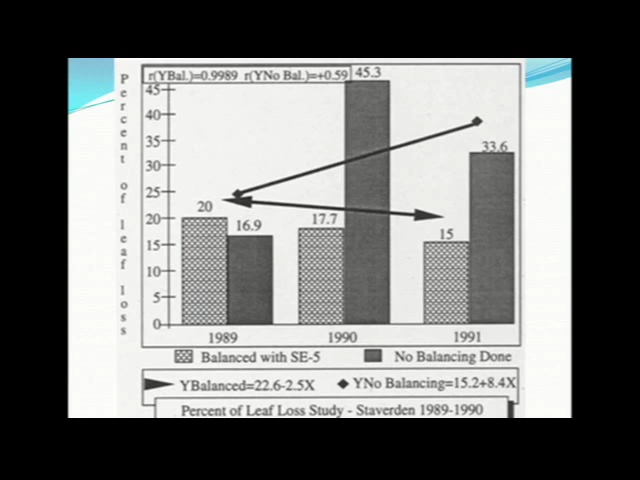 r(YBal.)=0.9989 r(YNo Bal.)=+0.59
45.3
Percent of leaf loss
45
40
35
30
25
20
15
10
5
0
20
16.9
17.7
15
33.6
1989 1990 1991
Balanced with SE-5 No Balancing Done
YBalanced=22.6-2.5X YNo Balancing=15.2+8.4X
Percent of Leaf Loss Study - Staverden 1989-1990